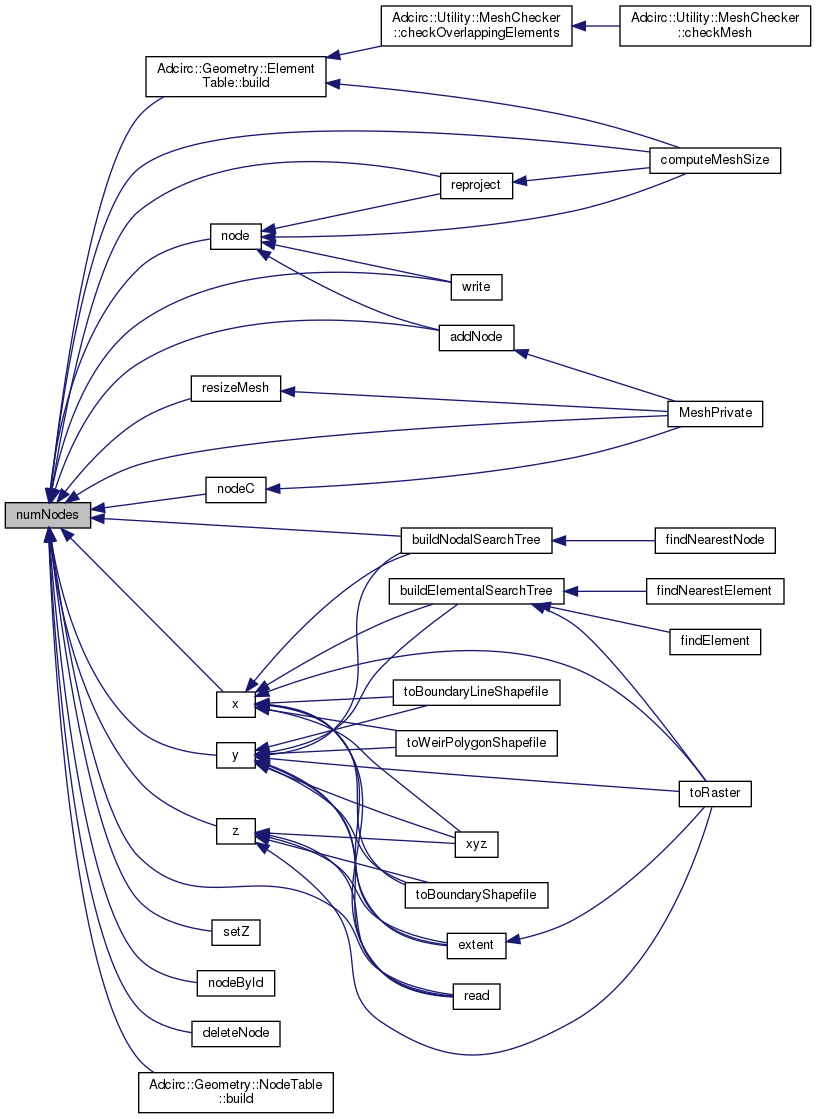 Adcirc::Utility::MeshChecker
::checkOverlappingElements
Adcirc::Utility::MeshChecker
::checkMesh
Adcirc::Geometry::Element
Table::build
computeMeshSize
reproject
node
write
addNode
resizeMesh
MeshPrivate
nodeC
numNodes
buildNodalSearchTree
findNearestNode
buildElementalSearchTree
findNearestElement
findElement
toBoundaryLineShapefile
x
toWeirPolygonShapefile
y
toRaster
z
xyz
toBoundaryShapefile
setZ
extent
nodeById
read
deleteNode
Adcirc::Geometry::NodeTable
::build